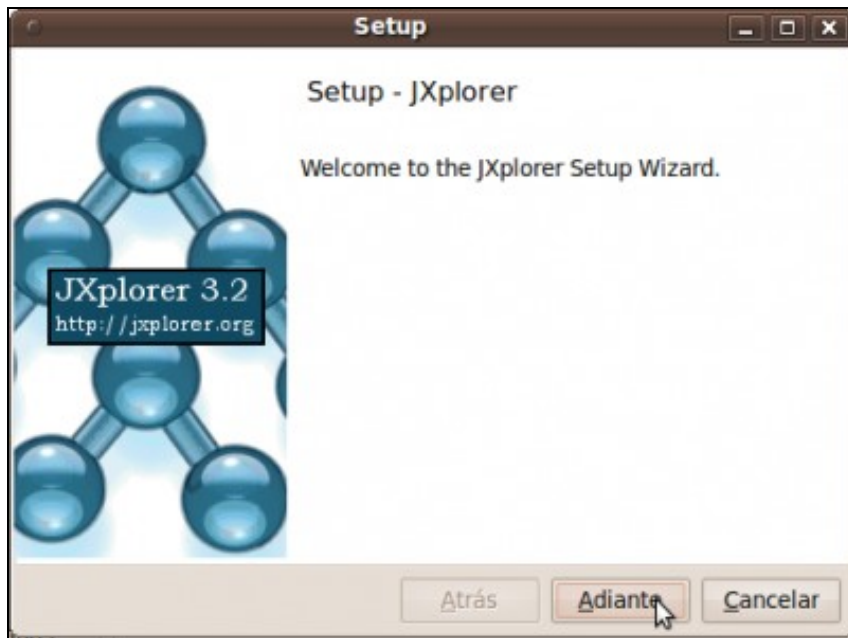 Setup
Setup - JXplorer
Welcome to the JXplorer Setup Wizard.
JXplorer 3.2
http://jxplorer.org
Atrás
Adiante
Cancelar